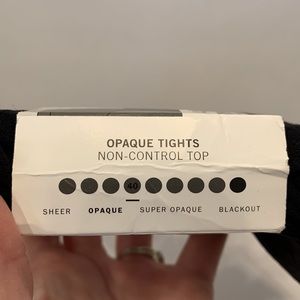 OPAQUE TIGHTS
NON-CONTROL TOP
40
SHEER OPAQUE SUPER OPAQUE BLACKOUT